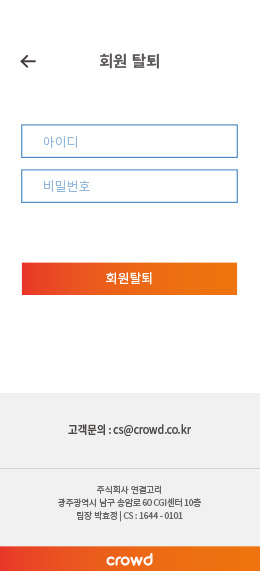 회원 탈퇴
아이디
비밀번호
회원탈퇴
고객문의 : cs@crowd.co.kr
주식회사 연결고리
광주광역시 남구 송암로 60 CGI센터 10층
팀장 박효정 | CS : 1644 - 0101
crowd